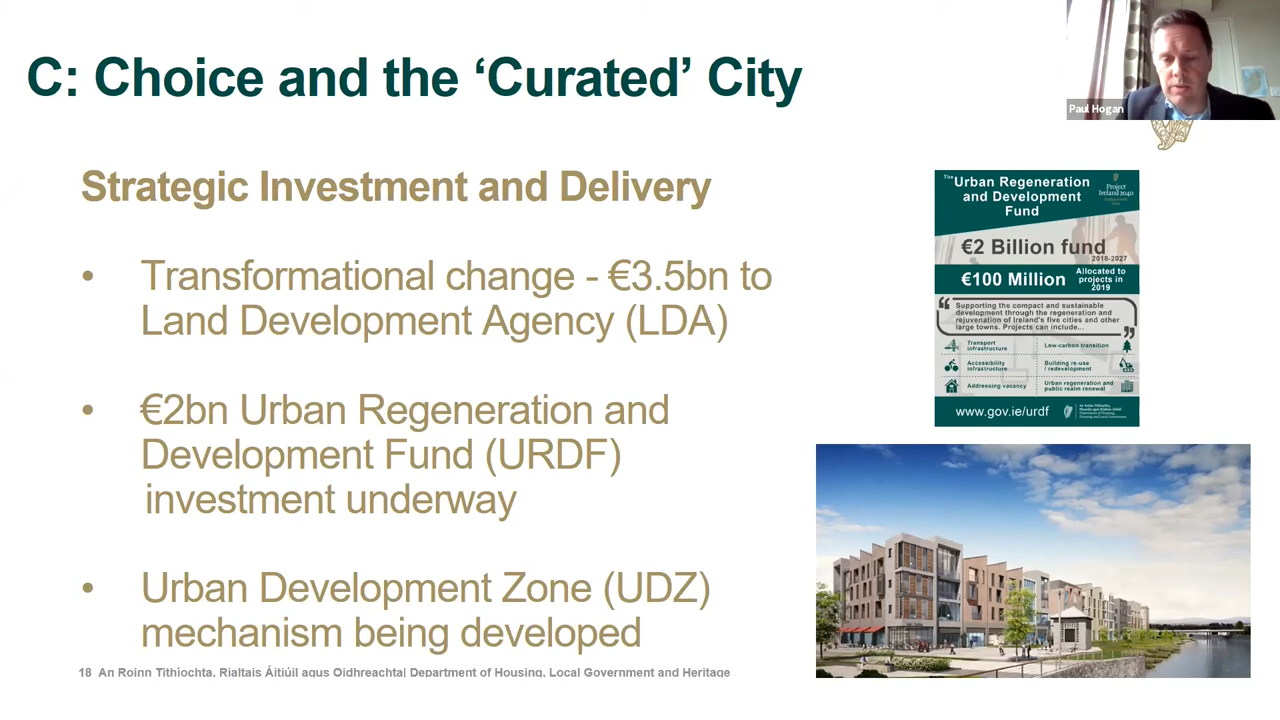 C: Choice and the ‘Curated’ City
Paul Hogan
Strategic Investment and Delivery
• Transformational change - €3.5bn to
Land Development Agency (LDA)
• €2bn Urban Regeneration and
Development Fund (URDF)
investment underway
• Urban Development Zone (UDZ)
mechanism being developed
18 An Roinn Tithíochta, Rialtais Áitiúil agus Oidhreachta| Department of Housing, Local Government and Heritage
The Urban Regeneration
and Development
Fund
Project
Ireland 2040
€2 Billion fund
2018-2027
€100 Million
Allocated to
projects in
2019
“ Supporting the compact and sustainable
development through the regeneration and
rejuvenation of Ireland's five cities and other
large towns. Projects can include... ”
Transport
infrastructure
Low-carbon transition
Accessibility
infrastructure
Building re-use
/ redevelopment
Addressing vacancy
Urban regeneration and
public realm renewal
www.gov.ie/urdf